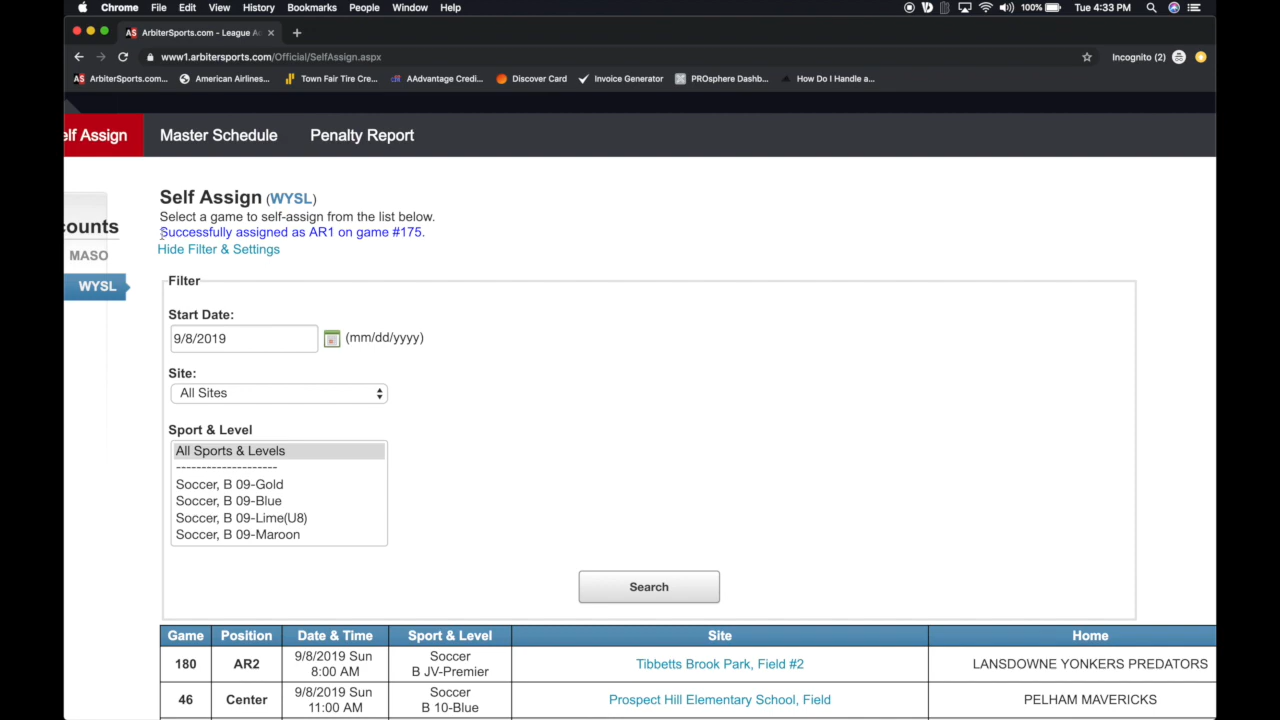 Chrome File Edit View History Bookmarks People Window Help 100% Tue 4:33 PM
AS ArbiterSports.com - League A
www1.arbitersports.com/Official/SelfAssign.aspx Incognito (2)
AS ArbiterSports.com... American Airlines... Town Fair Tire Cre... AAdvantage Credi... Discover Card Invoice Generator PROsphere Dashb... How Do I Handle a...
elf Assign Master Schedule Penalty Report
counts
MASO
WYSL
Self Assign (WYSL)
Select a game to self-assign from the list below.
Successfully assigned as AR1 on game #175.
Hide Filter & Settings
Filter
Start Date:
9/8/2019 (mm/dd/yyyy)
Site:
All Sites
Sport & Level
All Sports & Levels
--------------------
Soccer, B 09-Gold
Soccer, B 09-Blue
Soccer, B 09-Lime(U8)
Soccer, B 09-Maroon
Search
Game Position Date & Time Sport & Level Site Home
180 AR2 9/8/2019 Sun 8:00 AM Soccer B JV-Premier Tibbetts Brook Park, Field #2 LANSDOWNE YONKERS PREDATORS
46 Center 9/8/2019 Sun 11:00 AM Soccer B 10-Blue Prospect Hill Elementary School, Field PELHAM MAVERICKS